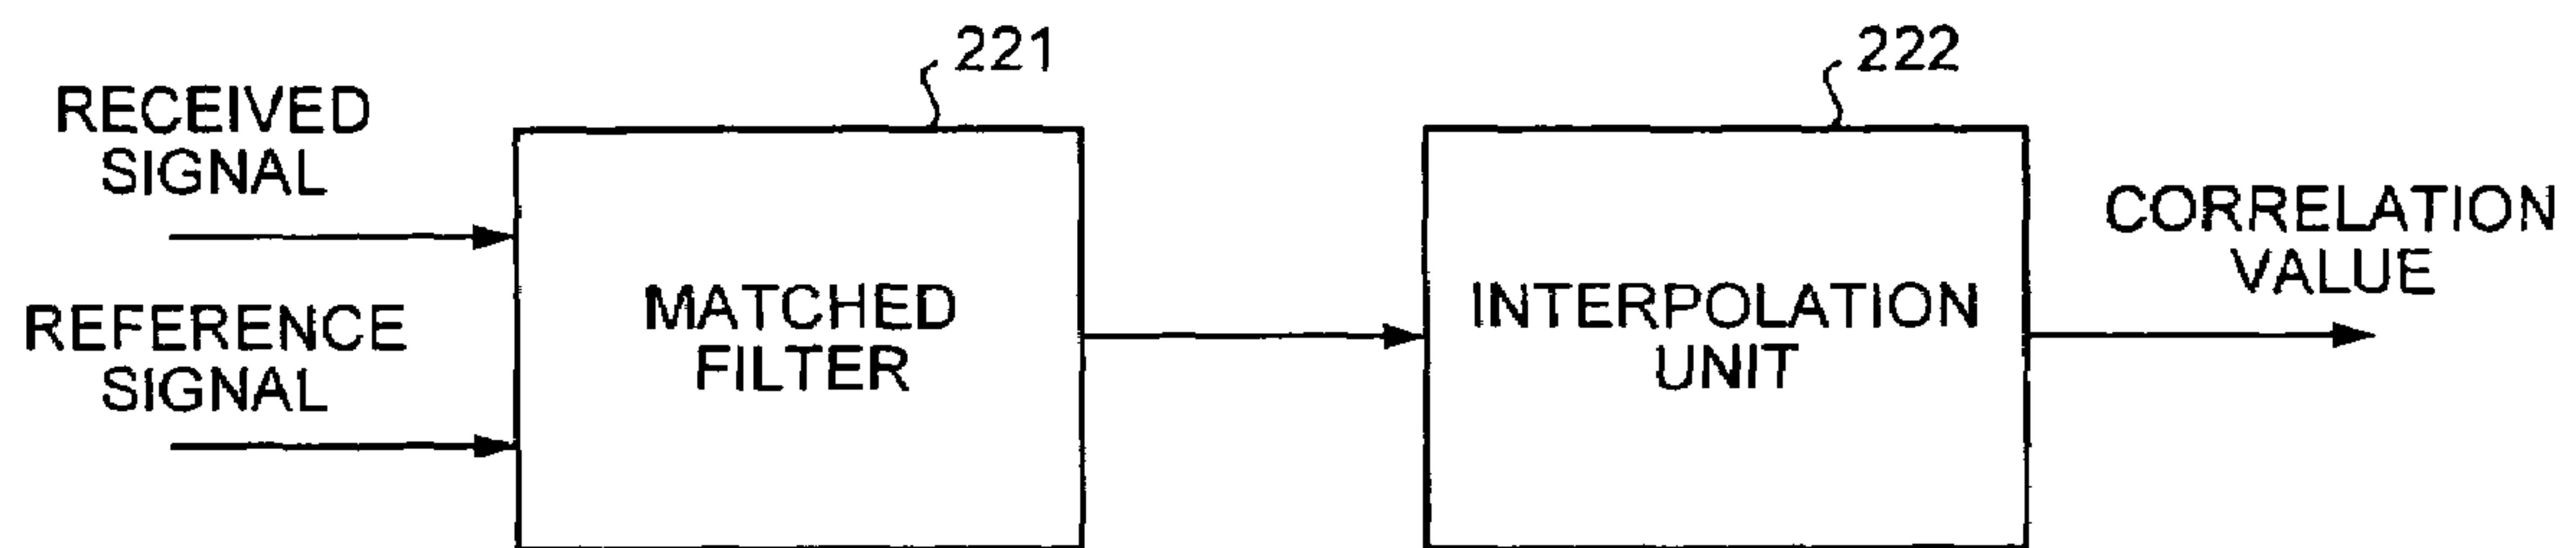 221
222
RECEIVED
SIGNAL
REFERENCE
SIGNAL
MATCHED
FILTER
INTERPOLATION
UNIT
CORRELATION
VALUE